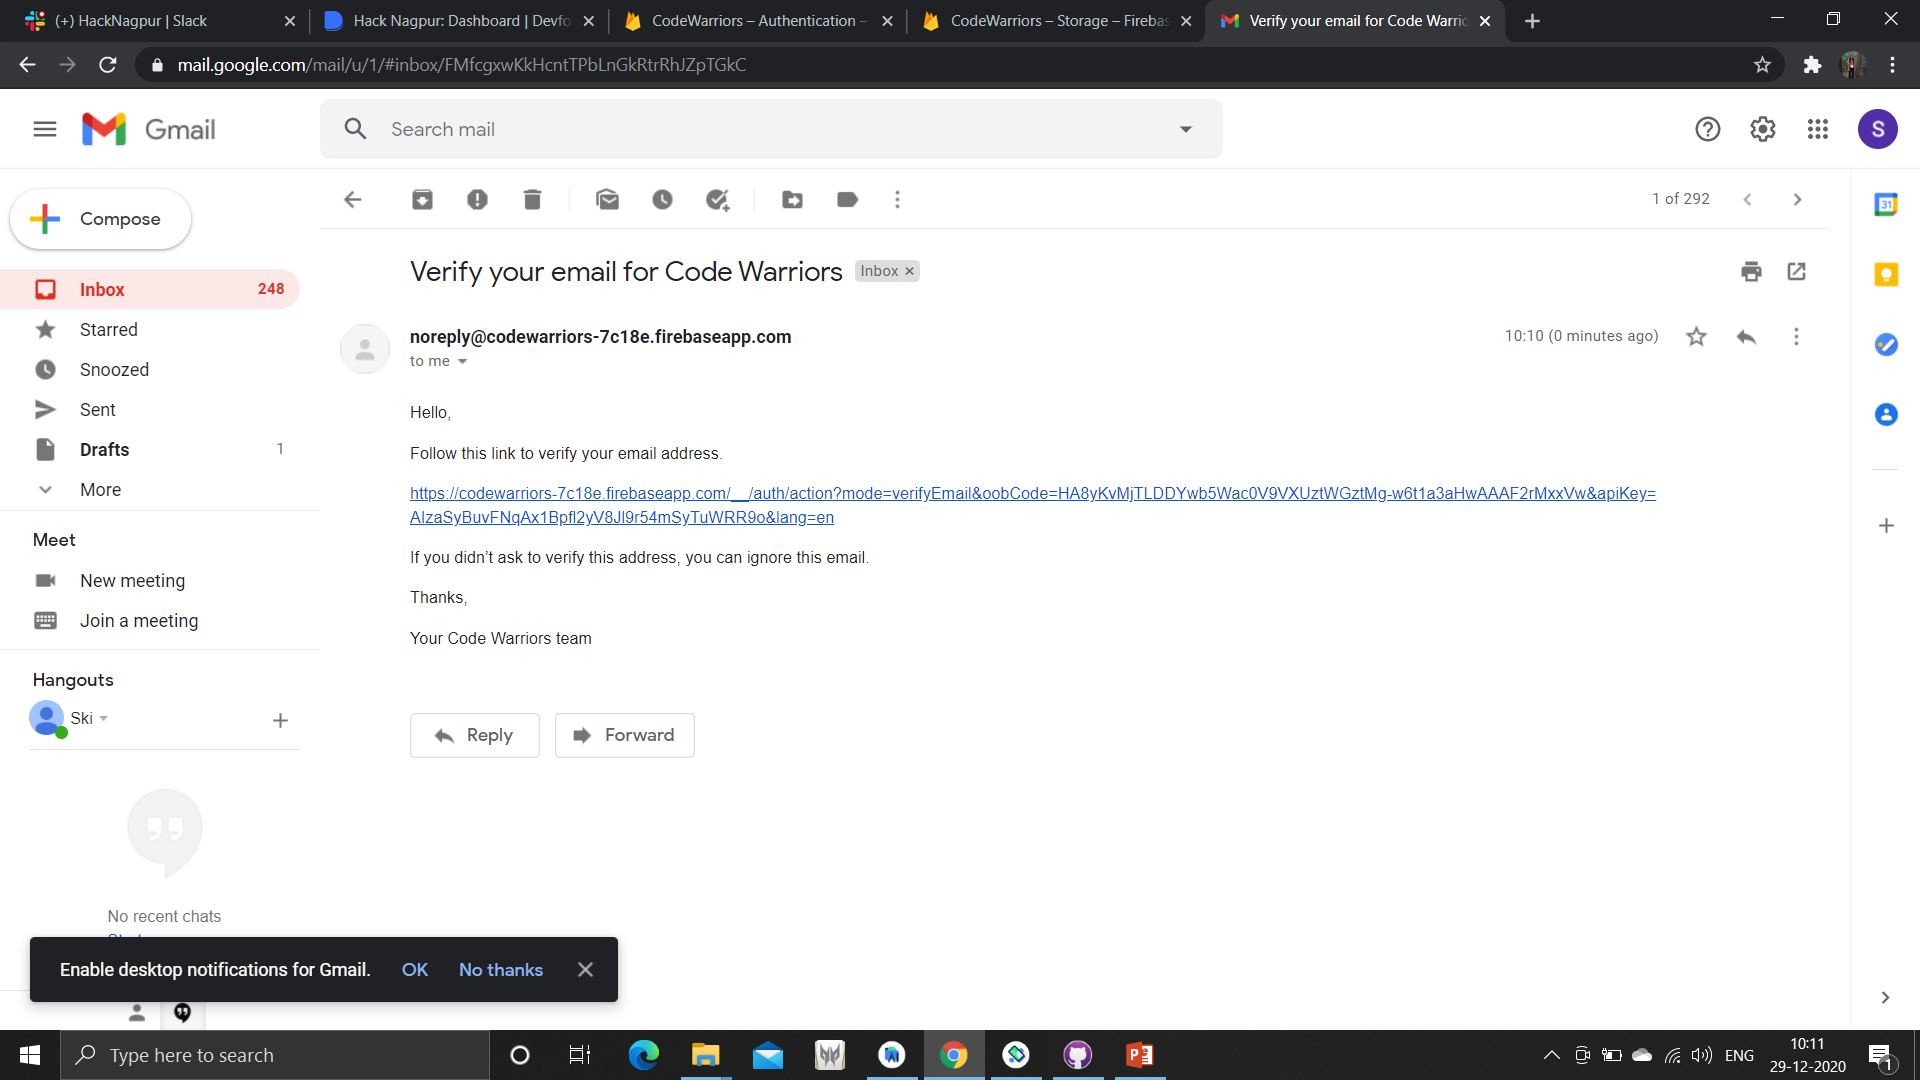 (+) HackNagpur | Slack
Hack Nagpur: Dashboard | Devfo
CodeWarriors – Authentication –
CodeWarriors – Storage – Firebas
Verify your email for Code Warrio
mail.google.com/mail/u/1/#inbox/FMfcgxwKkHcntTPbLnGkRtrRhJZpTGkC
Gmail
Search mail
S
Compose
1 of 292
31
Verify your email for Code Warriors
Inbox ×
Inbox 248
Starred
Snoozed
Sent
Drafts 1
More
noreply@codewarriors-7c18e.firebaseapp.com
10:10 (0 minutes ago)
to me
Hello,
Follow this link to verify your email address.
https://codewarriors-7c18e.firebaseapp.com/__/auth/action?mode=verifyEmail&oobCode=HA8yKvMjTLDDYwb5Wac0V9VXUztWGztMg-w6t1a3aHwAAAF2rMxxVw&apiKey=
AIzaSyBuvFNqAx1Bpfl2yV8Jl9r54mSyTuWRR9o&lang=en
If you didn’t ask to verify this address, you can ignore this email.
Thanks,
Your Code Warriors team
Reply
Forward
Meet
New meeting
Join a meeting
Hangouts
Ski
No recent chats
Enable desktop notifications for Gmail. OK No thanks
Type here to search
ENG
10:11
29-12-2020
1